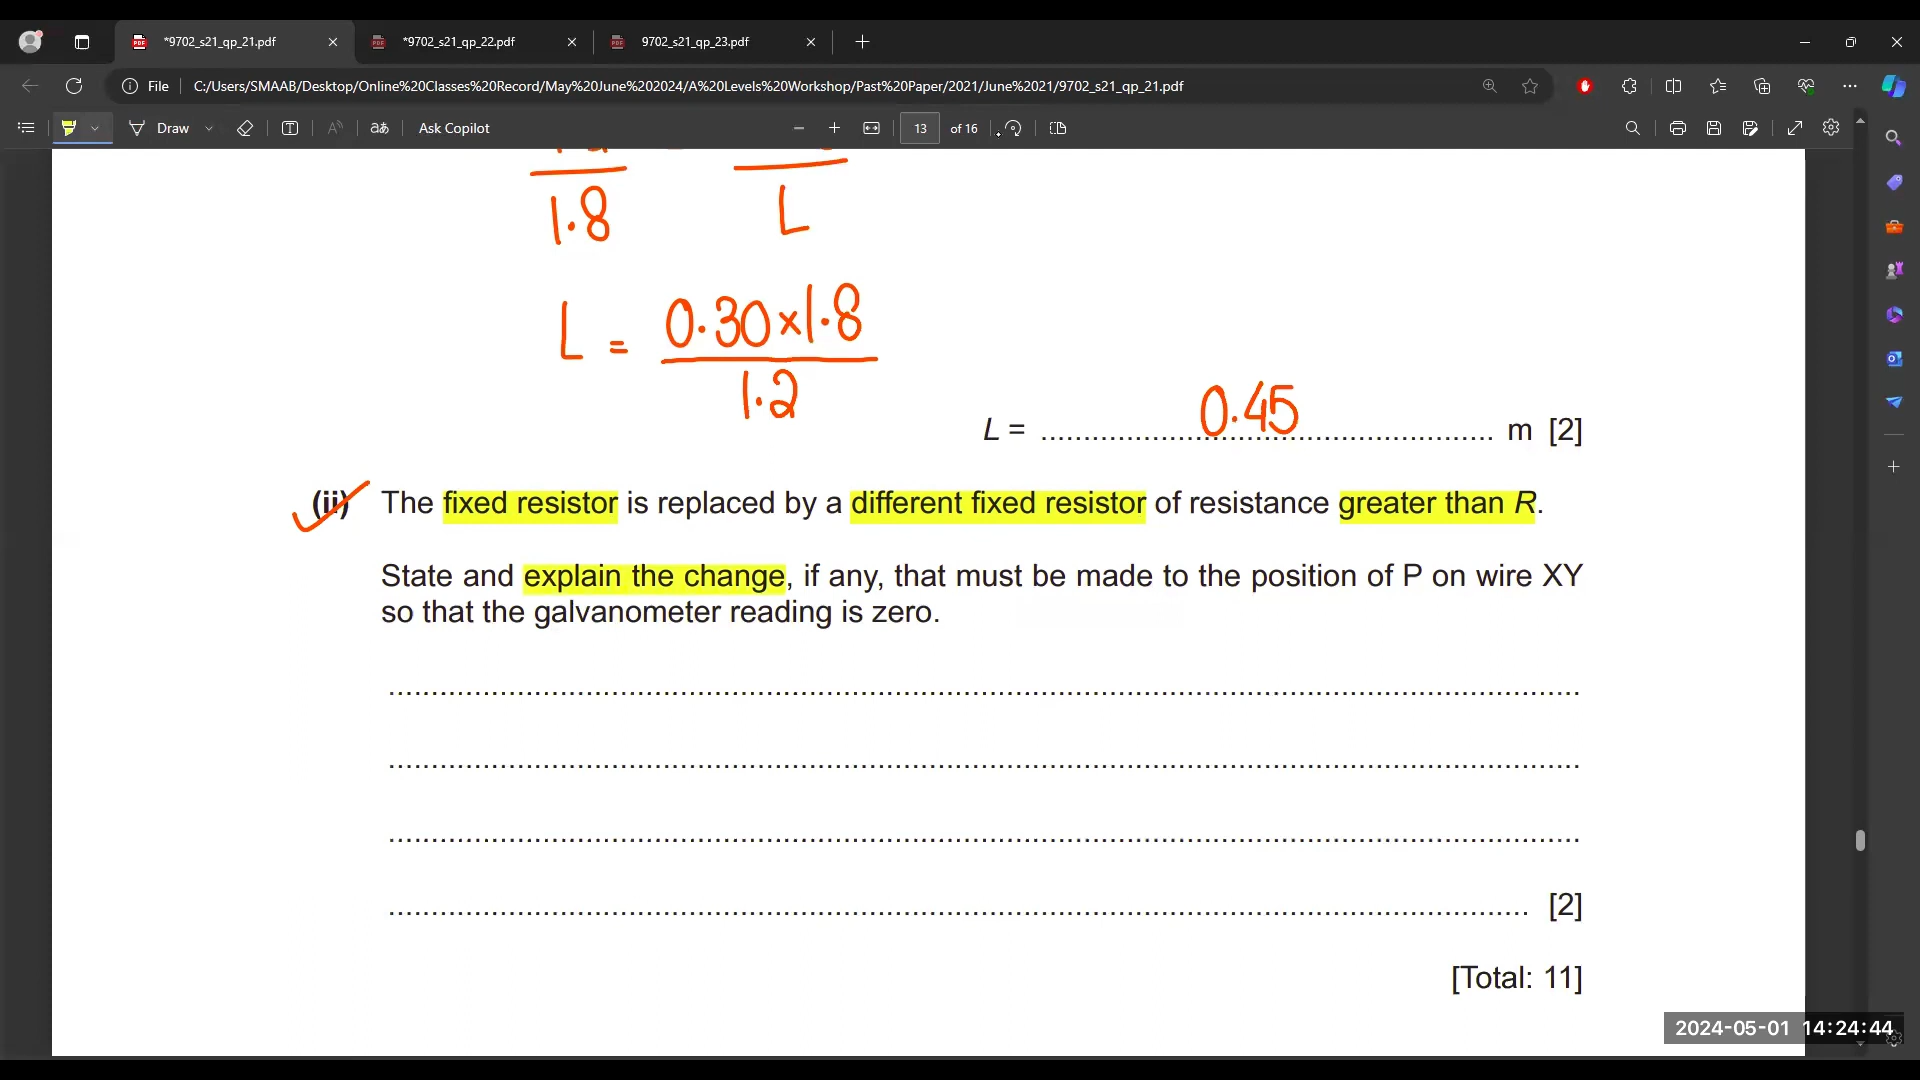 *9702_s21_qp_21.pdf
*9702_s21_qp_22.pdf
9702_s21_qp_23.pdf
File
C:/Users/SMAAB/Desktop/Online%20Classes%20Record/May%20June%202024/A%20Levels%20Workshop/Past%20Paper/2021/June%2021/9702_s21_qp_21.pdf
Draw
aあ
Ask Copilot
13 of 16
1.8
L
L = 0.30×1.8
1.2
L = 0.45 m [2]
(ii) The fixed resistor is replaced by a different fixed resistor of resistance greater than R.
State and explain the change, if any, that must be made to the position of P on wire XY
so that the galvanometer reading is zero.
[2]
[Total: 11]
2024-05-01 14:24:44